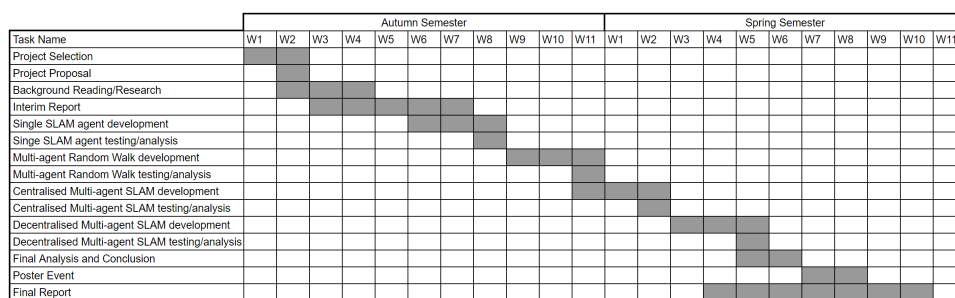 Autumn Semester Spring Semester
Task Name W1 W2 W3 W4 W5 W6 W7 W8 W9 W10 W11 W1 W2 W3 W4 W5 W6 W7 W8 W9 W10 W11
Project Selection
Project Proposal
Background Reading/Research
Interim Report
Single SLAM agent development
Singe SLAM agent testing/analysis
Multi-agent Random Walk development
Multi-agent Random Walk testing/analysis
Centralised Multi-agent SLAM development
Centralised Multi-agent SLAM testing/analysis
Decentralised Multi-agent SLAM development
Decentralised Multi-agent SLAM testing/analysis
Final Analysis and Conclusion
Poster Event
Final Report